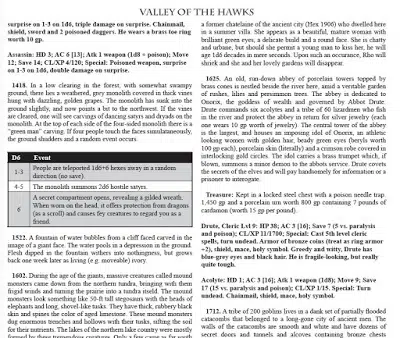 VALLEY OF THE HAWKS
surprise on 1-3 on 1d6, triple damage on surprise. Chainmail,
shield, sword and 2 poisoned daggers. He wears a brass toe ring
worth 10 gp.
Assassin: HD 3; AC 6 [13]; Atk 1 weapon (1d8 + poison); Move
12; Save 14; CL/XP 4/120; Special: Poisoned weapon, surprise
on 1-3 on 1d6, double damage on surprise.
1418. In a low clearing in the forest, with somewhat swampy
ground, there lies a weathered, grey monolith covered in thick vines
hung with dazzling, golden grapes. The monolith has sunk into the
ground slightly, and now points a bit to the northwest. If the vines
are cleared, one will see carvings of dancing satyrs and dryads on the
monolith. At the top of each side of the four-sided monolith there is a
"green man" carving. If four people touch the faces simultaneously,
the ground shudders and a random event occurs.
D6 Event
1-3 People are teleported 1d6+6 hexes away in a random
direction (no save).
4-5 The monolith summons 2d6 hostile satyrs.
6 A secret compartment opens, revealing a gilded wreath.
When worn on the head, it offers protection from dragons
(as a scroll) and causes fey creatures to regard you as a
friend.
1522. A fountain of water bubbles from a cliff faced carved in the
image of a giant face. The water pools in a depression in the ground.
Flesh dipped in the fountain withers into nothingness, but grows
back one week later as living (e.g. moveable) ivory.
1602. During the age of the giants, massive creatures called mound
monsters came down from the northern tundra, bringing with them
frigid winds and turning the prairie into a tundra itself. The mound
monsters look something like 50-ft tall stegosaurs with the heads of
elephants and long, shovel-like tusks. They have thick, rubbery black
skin and spines the color of aged limestone. These mound monsters
dug enormous trenches and hollows with their tusks, sifting the soil
for their nutrients. The lakes of the northern lake country were mostly
a former chatelaine of the ancient city (Hex 1906) who dwelled here
in a summer villa. She appears as a beautiful, mature woman with
brilliant green eyes, a delicate build and a round face. She is chatty
and urbane, but should she permit a young man to kiss her, he will
age 1d6 decades in mere seconds. Upon such an occurance, Rho will
shriek and she and her lovely gardens will disappear.
1625. An old, run-down abbey of porcelain towers topped by
brass cones is nestled beside the river here, amid a veritable garden
of rushes, lilies and persimmon trees. The abbey is dedicated to
Onorix, the goddess of wealth and governed by Abbot Drute.
Drute commands six acolytes and a tribe of 60 lizardmen who fish
in the river and protect the abbey in return for silver jewelry (each
one wears 10 gp worth of jewelry). The central tower of the abbey
is the largest, and houses an imposing idol of Onorix, an athletic
looking women with golden hair, beady green eyes (beryls worth
100 gp each), porcelain skin (friendly) and a crimson robe covered in
interlocking gold circles. The idol carries a brass trumpet which, if
blown, summons a minor demon to the abbots service. Drute covets
the secrets of the elves and will pay handsomely for information or a
prisoner to interrogate.
Treasure: Kept in a locked steel chest with a poison needle trap.
1,450 gp and a porcelain urn worth 800 gp containing 7 pounds of
cardamon (worth 15 gp per pound).
Drute, Cleric Lvl 9: HP 38; AC 3 [16]; Save 7 (5 vs. paralysis
and poison); CL/XP 11/1700; Special: Cast 5th level cleric
spells, turn undead. Armor of bronze coins (treat as ring armor
+2), shield, mace, holy symbol. Greedy and witty, Drute has
blue-grey eyes and black hair. He is fragile-looking, but really
quite tough.
Acolyte: HD 1; AC 3 [16]; Atk 1 weapon (1d8); Move 9; Save
17 (15 vs. paralysis and poison); CL/XP 1/15. Special: Turn
undead. Chainmail, shield, mace, holy symbol.
1712. A tribe of 200 goblins lives in a dank set of partially flooded
catacombs that belonged to a long-lost city of ancient men. The
walls of the catacombs are smooth and white and have dozens of